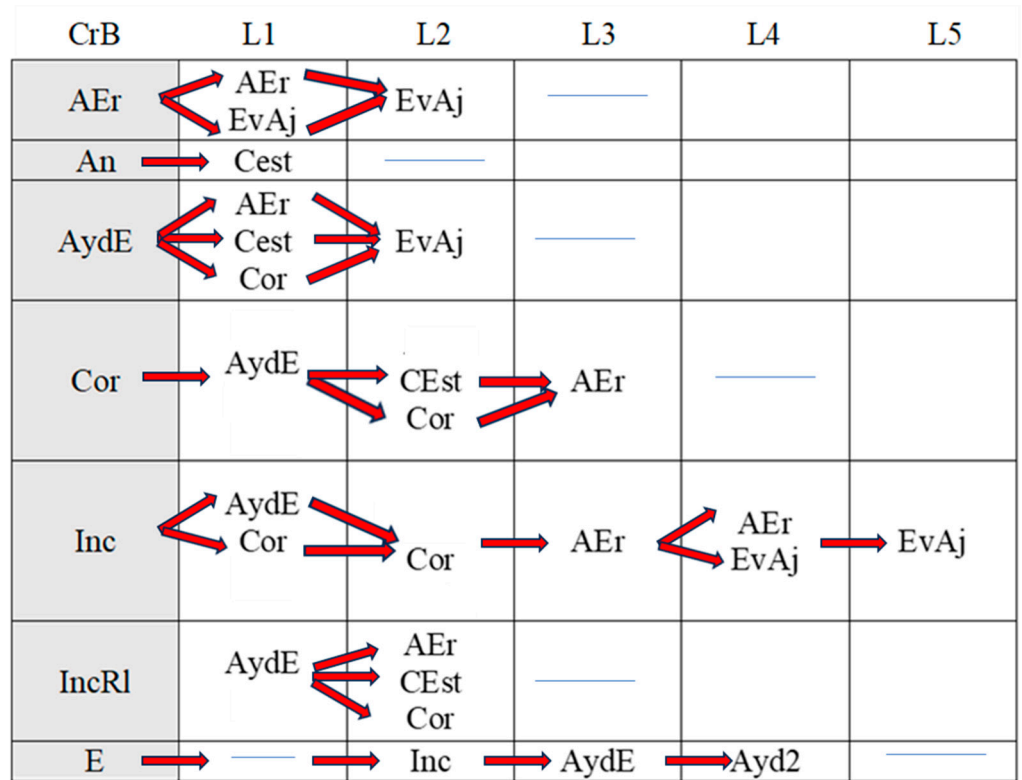 CrB L1 L2 L3 L4 L5
AEr AEr EvAj
EvAj
An Cest
AydE AEr EvAj
Cest
Cor
Cor AydE CEst AEr
Cor
Inc AydE Cor AEr AEr EvAj
Cor EvAj
IncRl AydE AEr
CEst
Cor
E Inc AydE Ayd2